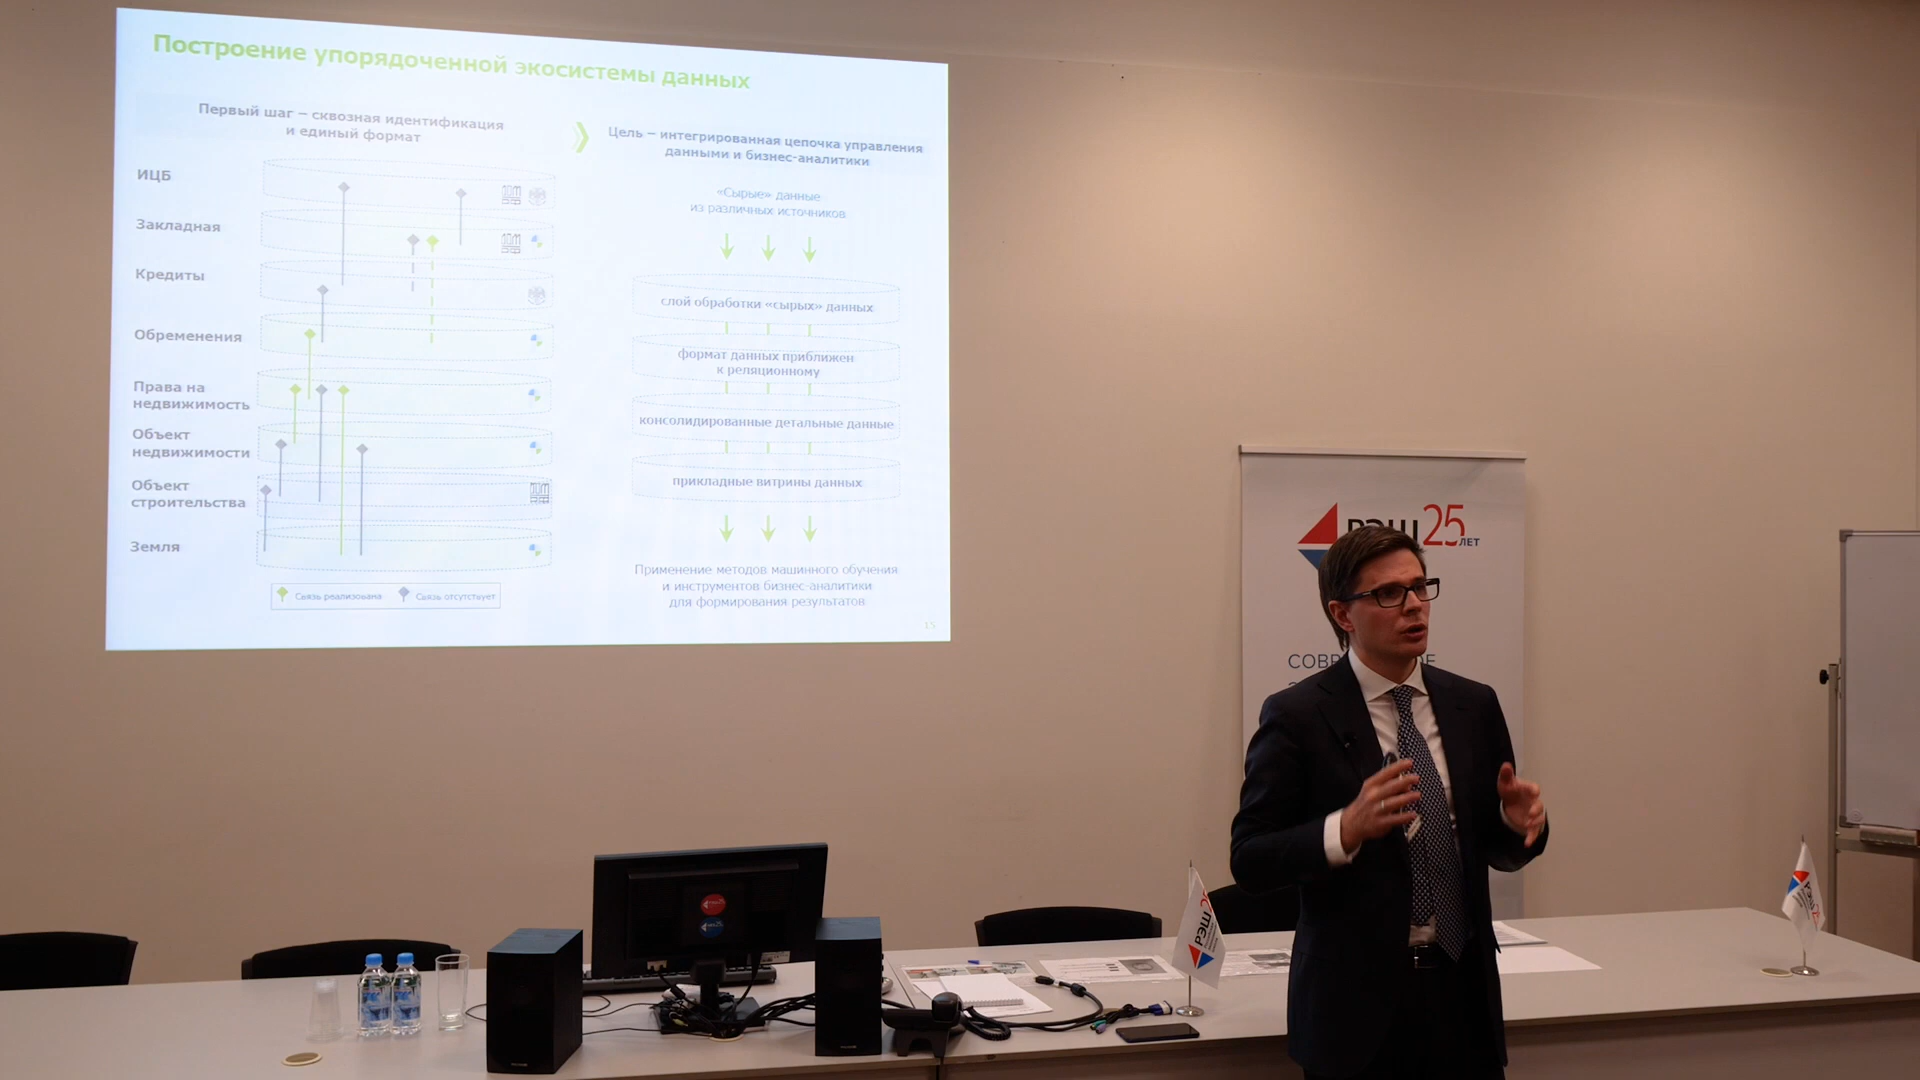 Построение упорядоченной экосистемы данных
Первый шаг – сквозная идентификация
и единый формат
ИЦБ
Закладная
Кредиты
Обременения
Права на
недвижимость
Объект
недвижимости
Объект
строительства
Земля
Связь реализована
Связь отсутствует
Цель – интегрированная цепочка управления
данными и бизнес-аналитики
«Сырые» данные
из различных источников
слой обработки «сырых» данных
формат данных приближен
к реляционному
консолидированные детальные данные
прикладные витрины данных
Применение методов машинного обучения
и инструментов бизнес-аналитики
для формирования результатов
15
РЭШ 25
ЛЕТ
РЭШ
РЭШ